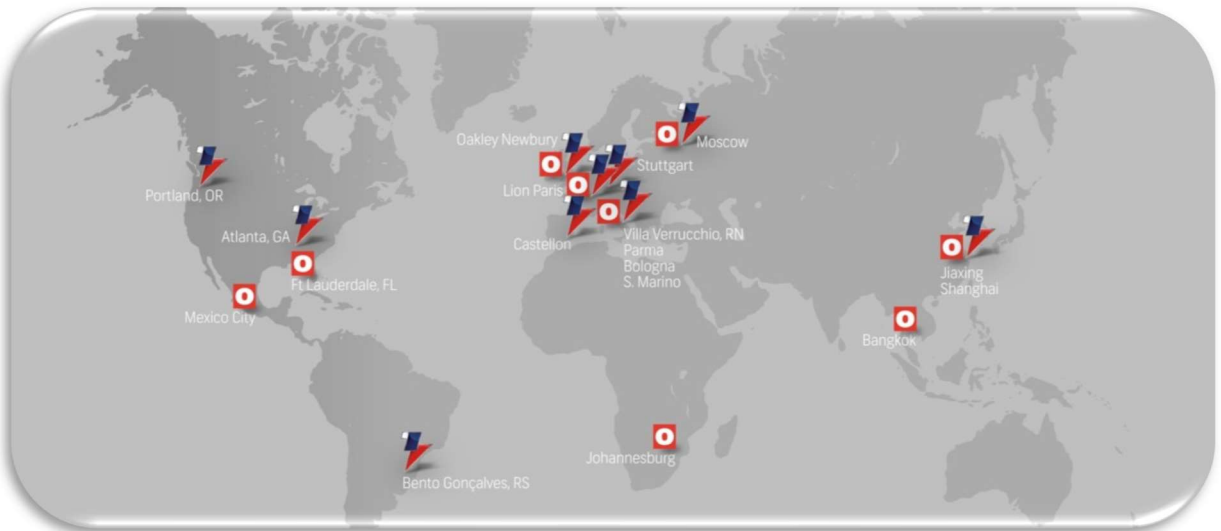 Oakley Newbury
Moscow
Stuttgart
Portland, OR
Lion Paris
Atlanta, GA
Castellon
Villa Verrucchio, RN
Parma
Bologna
S. Marino
Jiaxing
Shanghai
Ft Lauderdale, FL
Mexico City
Bangkok
Johannesburg
Bento Gonçalves, RS